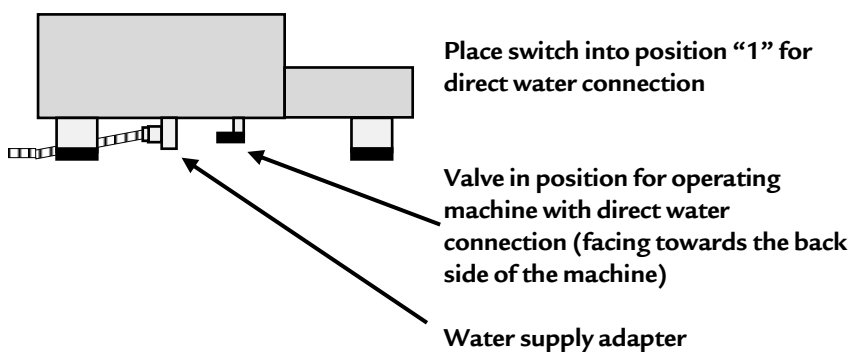 Place switch into position “1” for
direct water connection
Valve in position for operating
machine with direct water
connection (facing towards the back
side of the machine)
Water supply adapter